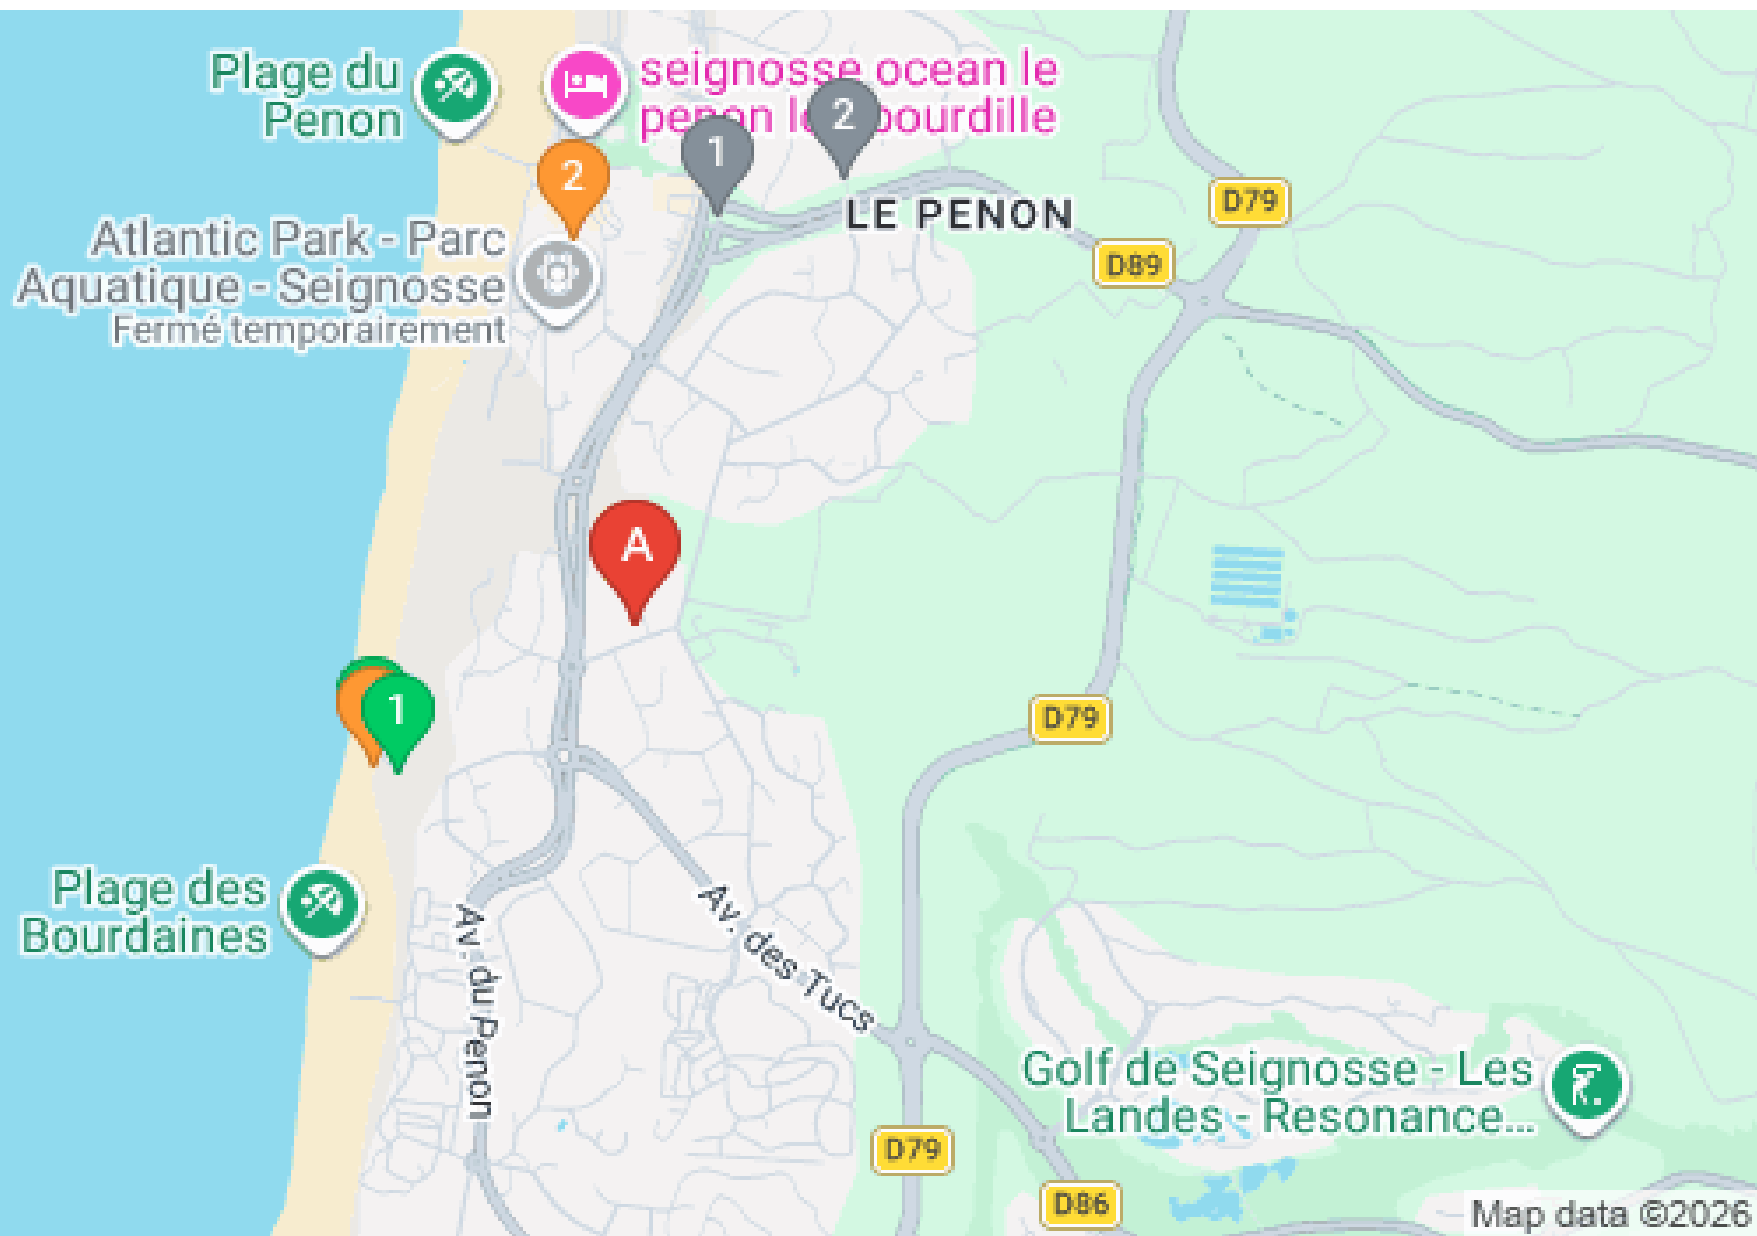 Plage du
Penon
seignosse ocean le
penon le bourdille
2
1
2
LE PENON
D79
D89
Atlantic Park - Parc
Aquatique - Seignosse
Fermé temporairement
A
1
D79
Plage des
Bourdaines
Av. du Penon
Av. des Tucs
Golf de Seignosse - Les
Landes - Resonance...
D79
D86
Map data ©2026